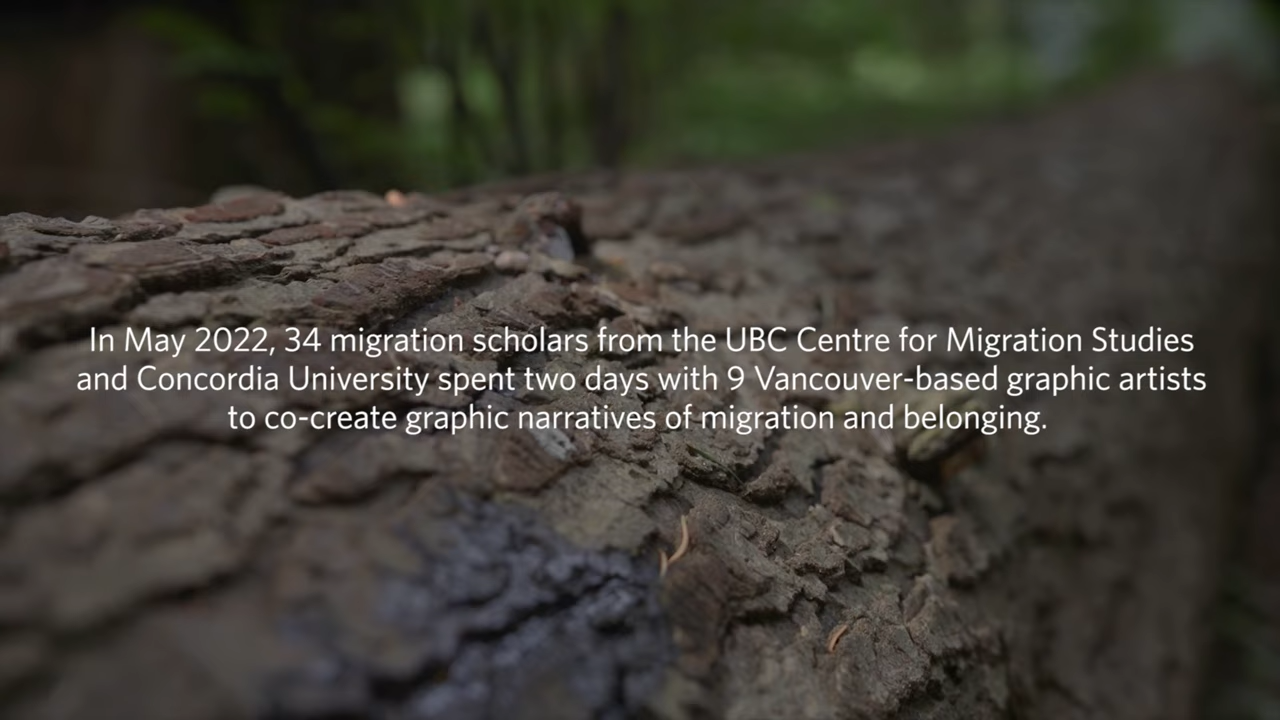 In May 2022, 34 migration scholars from the UBC Centre for Migration Studies
and Concordia University spent two days with 9 Vancouver-based graphic artists
to co-create graphic narratives of migration and belonging.